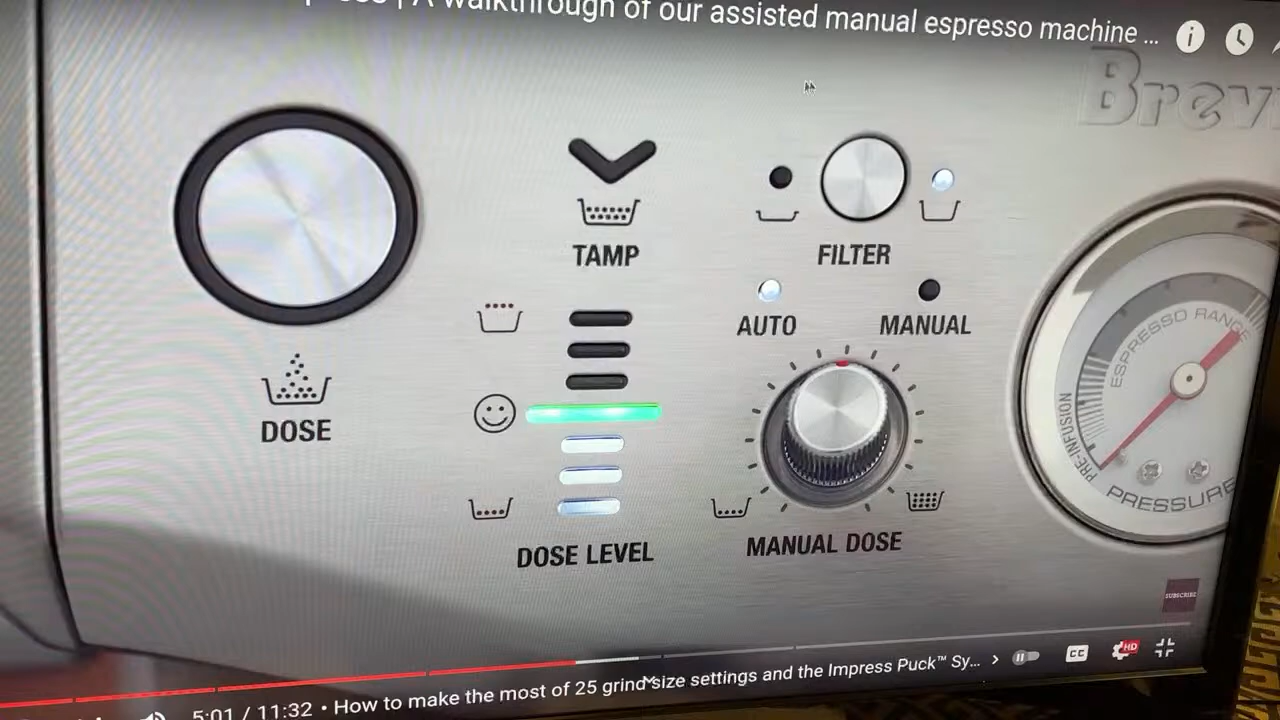 A walkthrough of our assisted manual espresso machine ...
TAMP
FILTER
AUTO
MANUAL
DOSE
DOSE LEVEL
MANUAL DOSE
ESPRESSO RANGE
PRE-INFUSION
PRESSURE
SUBSCRIBE
CC
HD
5:01 / 11:32 • How to make the most of 25 grind size settings and the Impress Puck™ Sy...